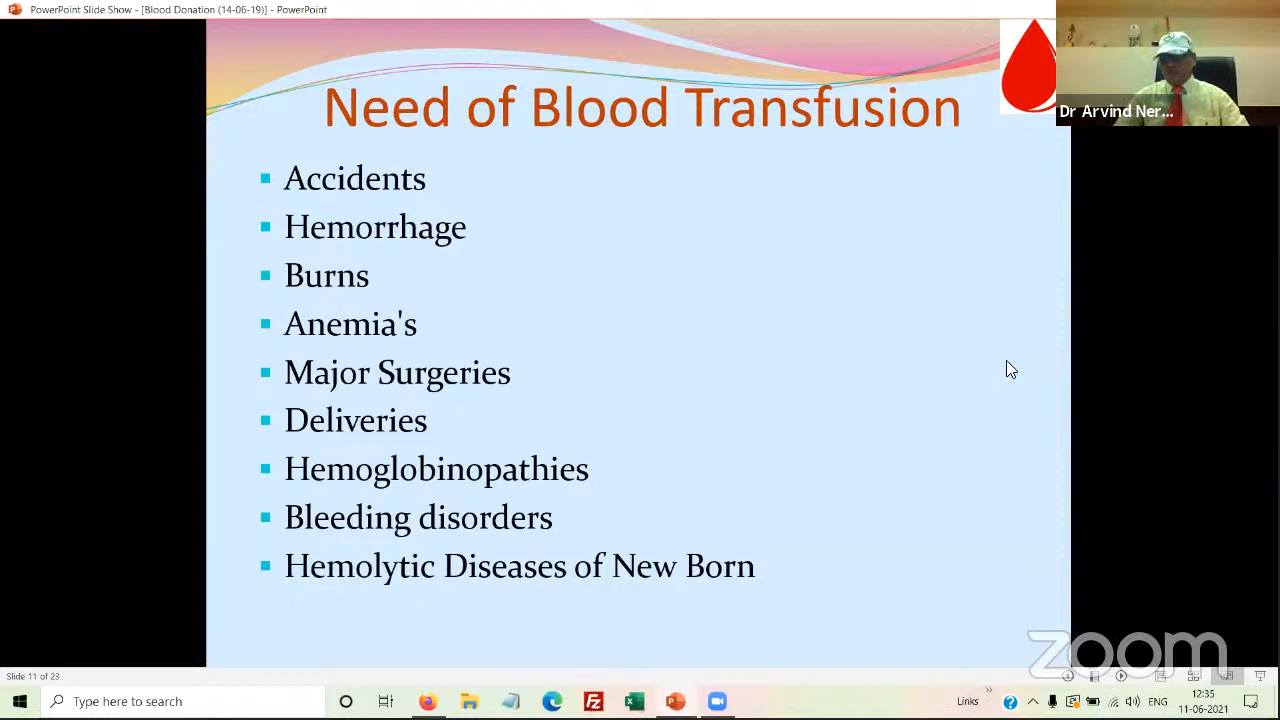 PowerPoint Slide Show - [Blood Donation (14-06-19)] - PowerPoint
Need of Blood Transfusion
Dr Arvind Ner...
Accidents
Hemorrhage
Burns
Anemia's
Major Surgeries
Deliveries
Hemoglobinopathies
Bleeding disorders
Hemolytic Diseases of New Born
zoom
Slide 11 of 23
Type here to search
Links
ENG
12:35
11-06-2021